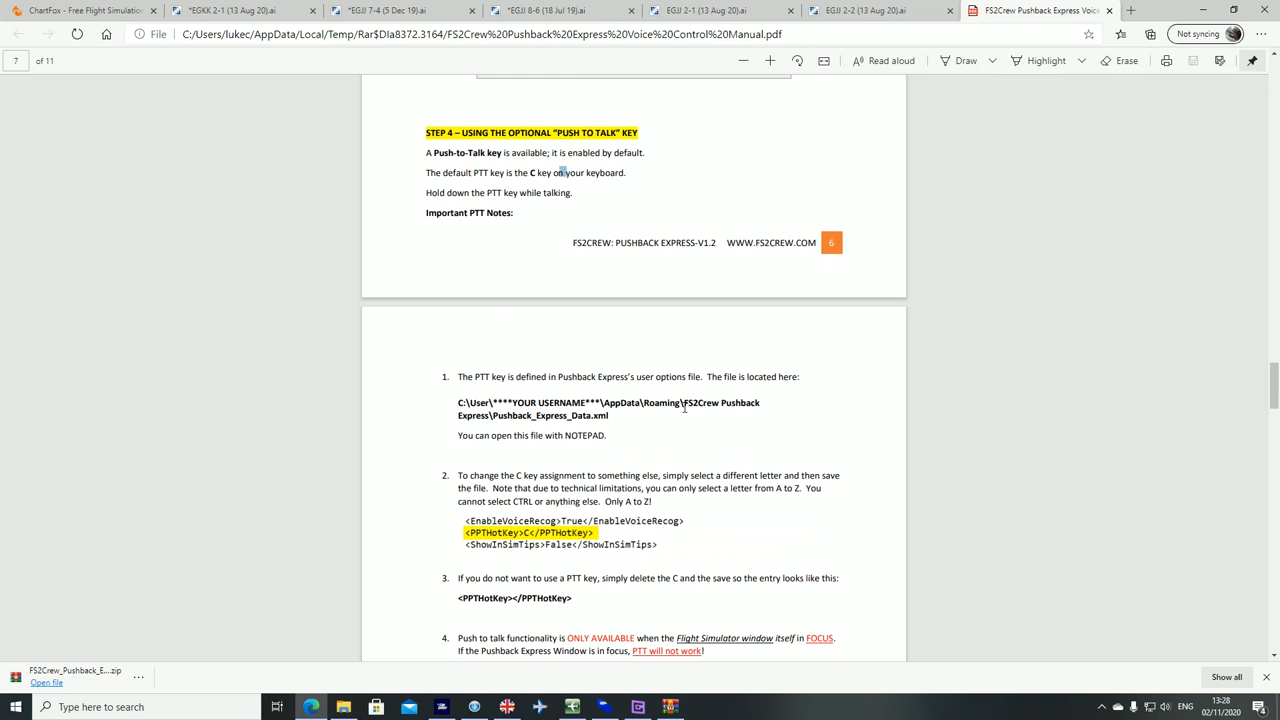 ChartFox - Free Flight Simulation
*EGKK 2-1 (13 Aug 20).ai
*EGJJ 7-4 (5 Dec 19).ai
*EGJJ 8-6 (13 Aug 20).ai
EGJJ 2-1 (13 Aug 20).ai
EGJJ 2-2 (13 Aug 20).ai
FS2Crew Pushback Express Voice
File C:/Users/lukec/AppData/Local/Temp/Rar$DIa8372.3164/FS2Crew%20Pushback%20Express%20Voice%20Control%20Manual.pdf Not syncing
7 of 11 Read aloud Draw Highlight Erase
STEP 4 – USING THE OPTIONAL “PUSH TO TALK” KEY
A Push-to-Talk key is available; it is enabled by default.
The default PTT key is the C key on your keyboard.
Hold down the PTT key while talking.
Important PTT Notes:
FS2CREW: PUSHBACK EXPRESS-V1.2 WWW.FS2CREW.COM 6
1. The PTT key is defined in Pushback Express’s user options file. The file is located here:
C:\User\****YOUR USERNAME***\AppData\Roaming\FS2Crew Pushback
Express\Pushback_Express_Data.xml
You can open this file with NOTEPAD.
2. To change the C key assignment to something else, simply select a different letter and then save
the file. Note that due to technical limitations, you can only select a letter from A to Z. You
cannot select CTRL or anything else. Only A to Z!
<EnableVoiceRecog>True</EnableVoiceRecog>
<PPTHotKey>C</PPTHotKey>
<ShowInSimTips>False</ShowInSimTips>
3. If you do not want to use a PTT key, simply delete the C and the save so the entry looks like this:
<PPTHotKey></PPTHotKey>
4. Push to talk functionality is ONLY AVAILABLE when the Flight Simulator window itself in FOCUS.
If the Pushback Express Window is in focus, PTT will not work!
FS2Crew_Pushback_E....zip
Open file
Show all
Type here to search
ENG
13:28
02/11/2020
4